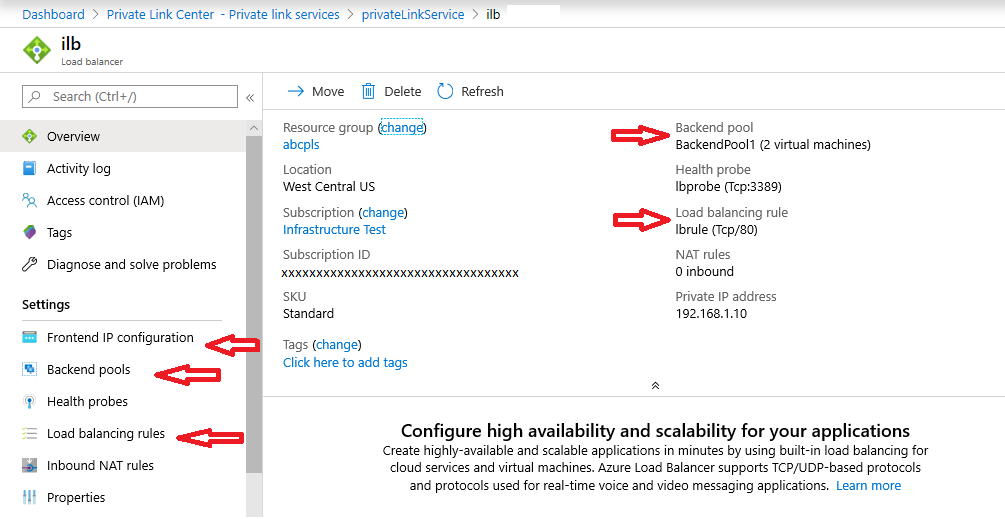 Dashboard > Private Link Center - Private link services > privateLinkService > ilb
ilb
Load balancer
Search (Ctrl+/)
«
Overview
Activity log
Access control (IAM)
Tags
Diagnose and solve problems
Settings
Frontend IP configuration
Backend pools
Health probes
Load balancing rules
Inbound NAT rules
Properties
Move Delete Refresh
Resource group (change)
abcpls
Location
West Central US
Subscription (change)
Infrastructure Test
Subscription ID
xxxxxxxxxxxxxxxxxxxxxxxxxxxxxxxxxx
SKU
Standard
Tags (change)
Click here to add tags
Backend pool
BackendPool1 (2 virtual machines)
Health probe
lbprobe (Tcp:3389)
Load balancing rule
lbrule (Tcp/80)
NAT rules
0 inbound
Private IP address
192.168.1.10
Configure high availability and scalability for your applications
Create highly-available and scalable applications in minutes by using built-in load balancing for
cloud services and virtual machines. Azure Load Balancer supports TCP/UDP-based protocols
and protocols used for real-time voice and video messaging applications. Learn more